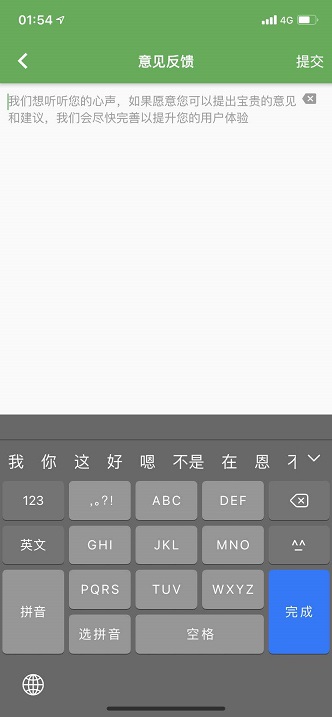 01:54 4G
意见反馈 提交
我们想听听您的心声，如果愿意您可以提出宝贵的意见
和建议，我们会尽快完善以提升您的用户体验
我 你 这 好 嗯 不是 在 恩
123 ,。?! ABC DEF
英文 GHI JKL MNO ^^
拼音 PQRS TUV WXYZ 完成
选拼音 空格